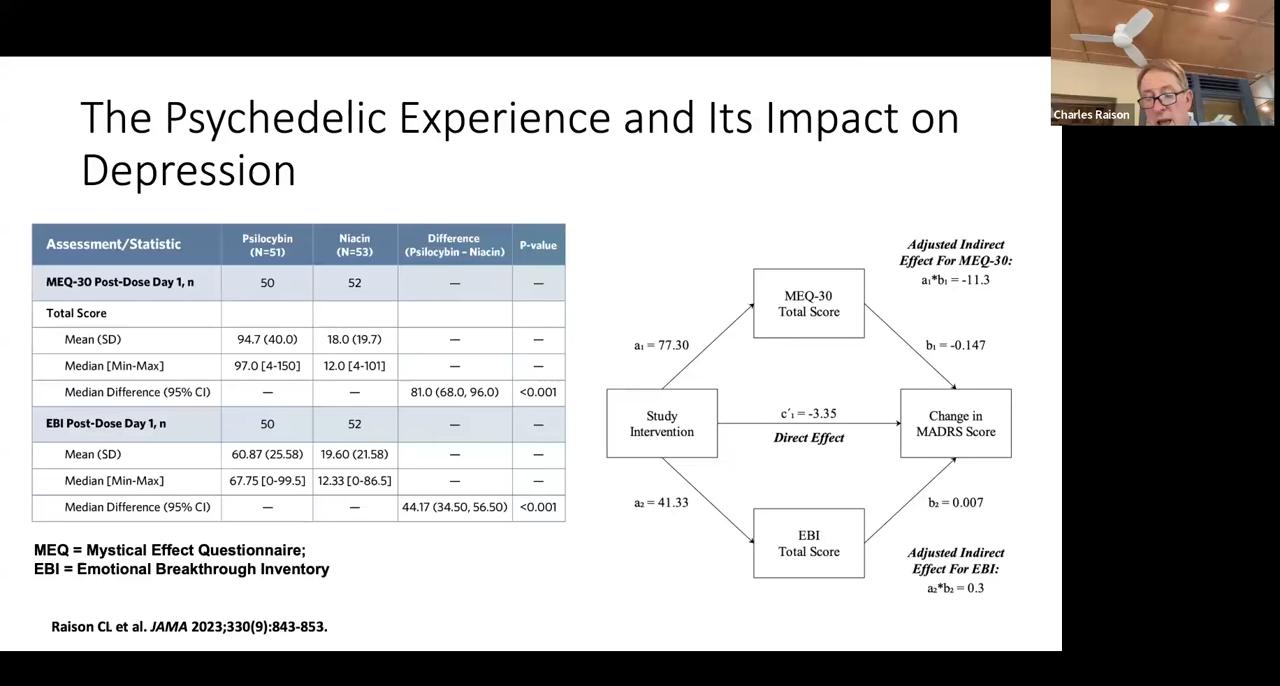 Charles Raison
The Psychedelic Experience and Its Impact on
Depression
Assessment/Statistic Psilocybin (N=51) Niacin (N=53) Difference (Psilocybin – Niacin) P-value
MEQ-30 Post-Dose Day 1, n 50 52 — —
Total Score
Mean (SD) 94.7 (40.0) 18.0 (19.7) — —
Median [Min-Max] 97.0 [4-150] 12.0 [4-101] — —
Median Difference (95% CI) — — 81.0 (68.0, 96.0) <0.001
EBI Post-Dose Day 1, n 50 52 — —
Mean (SD) 60.87 (25.58) 19.60 (21.58) — —
Median [Min-Max] 67.75 [0-99.5] 12.33 [0-86.5] — —
Median Difference (95% CI) — — 44.17 (34.50, 56.50) <0.001
MEQ = Mystical Effect Questionnaire;
EBI = Emotional Breakthrough Inventory
Raison CL et al. JAMA 2023;330(9):843-853.
Adjusted Indirect
Effect For MEQ-30:
a₁*b₁ = -11.3
MEQ-30
Total Score
a₁ = 77.30
b₁ = -0.147
Study
Intervention
c´₁ = -3.35
Direct Effect
Change in
MADRS Score
a₂ = 41.33
b₂ = 0.007
EBI
Total Score
Adjusted Indirect
Effect For EBI:
a₂*b₂ = 0.3